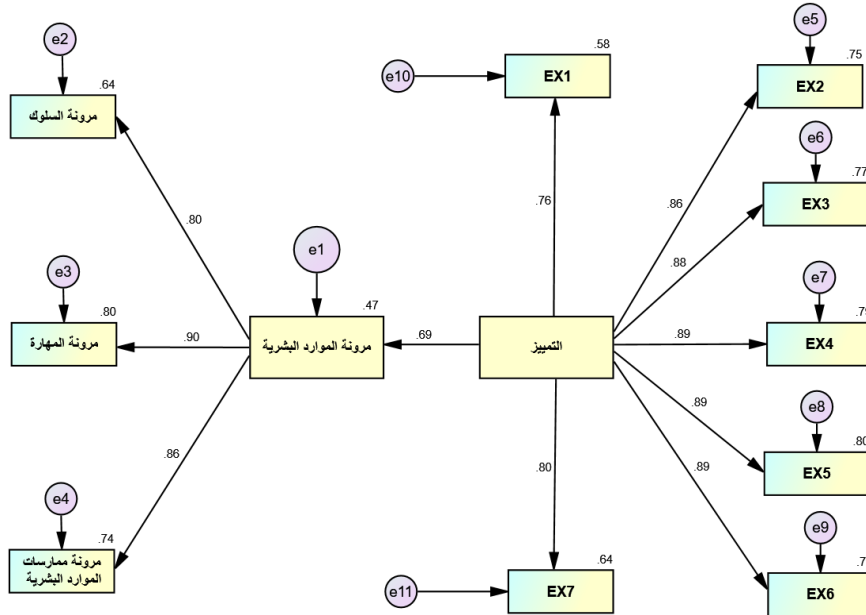 e5
e2
.58
.75
e10
EX1
EX2
.64
مرونة السلوك
e6
.77
EX3
.86
.76
.80
e1
.88
e3
e7
.47
.80
.79
مرونة المهارة
.90
مرونة الموارد البشرية
.69
التمييز
.89
EX4
e8
.89
.80
.86
.80
.89
EX5
e4
e9
.74
مرونة ممارسات
الموارد البشرية
.64
e11
EX7
EX6